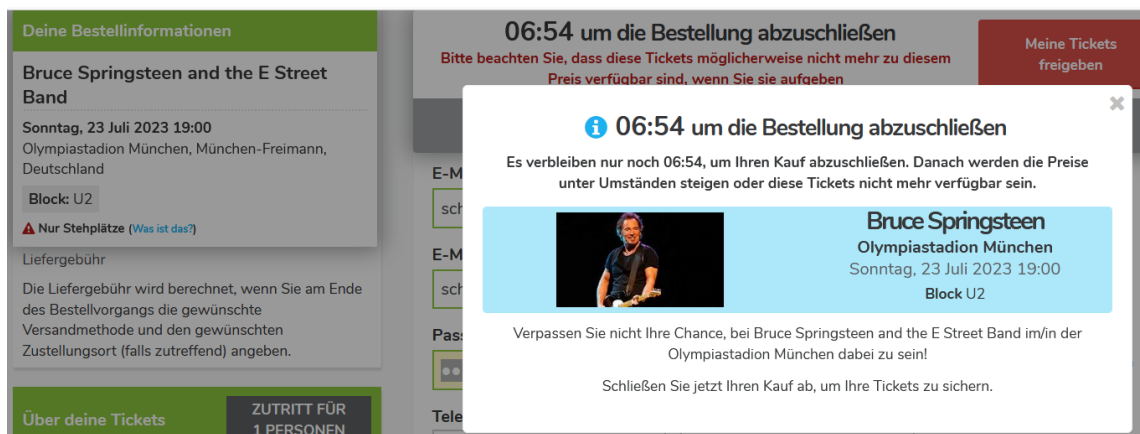 Deine Bestellinformationen
Bruce Springsteen and the E Street
Band
Sonntag, 23 Juli 2023 19:00
Olympiastadion München, München-Freimann,
Deutschland
Block: U2
Nur Stehplätze (Was ist das?)
Liefergebühr
Die Liefergebühr wird berechnet, wenn Sie am Ende
des Bestellvorgangs die gewünschte
Versandmethode und den gewünschten
Zustellungsort (falls zutreffend) angeben.
Über deine Tickets
ZUTRITT FÜR
1 PERSONEN
06:54 um die Bestellung abzuschließen
Bitte beachten Sie, dass diese Tickets möglicherweise nicht mehr zu diesem
Preis verfügbar sind, wenn Sie sie aufgeben
Meine Tickets
freigeben
E-M
sch
E-M
sch
Pas
Tele
06:54 um die Bestellung abzuschließen
Es verbleiben nur noch 06:54, um Ihren Kauf abzuschließen. Danach werden die Preise
unter Umständen steigen oder diese Tickets nicht mehr verfügbar sein.
Bruce Springsteen
Olympiastadion München
Sonntag, 23 Juli 2023 19:00
Block U2
Verpassen Sie nicht Ihre Chance, bei Bruce Springsteen and the E Street Band im/in der
Olympiastadion München dabei zu sein!
Schließen Sie jetzt Ihren Kauf ab, um Ihre Tickets zu sichern.